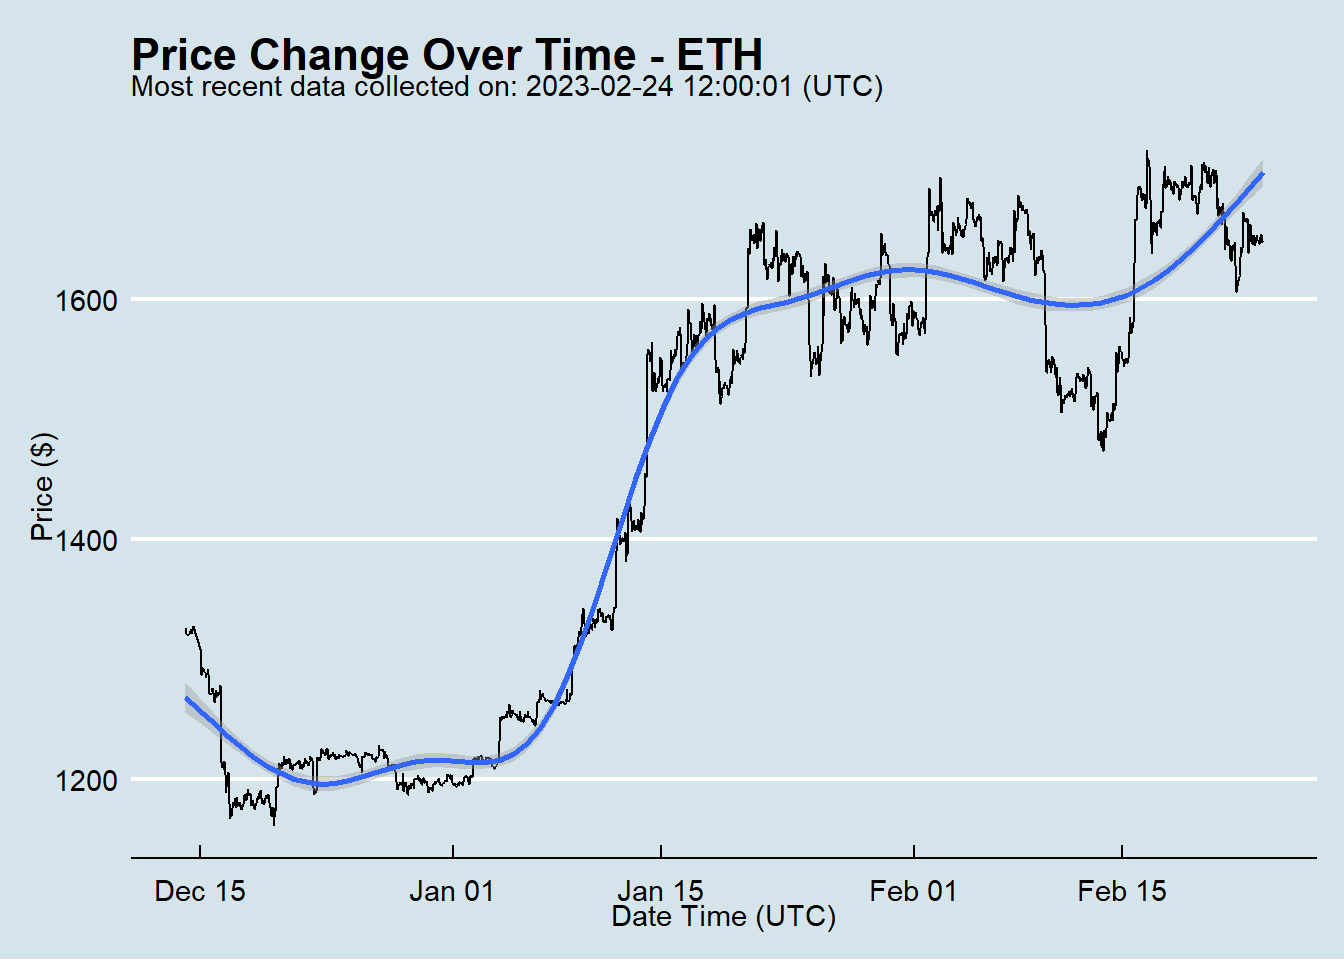 Price Change Over Time - ETH
Most recent data collected on: 2023-02-24 12:00:01 (UTC)
Price ($)
1600
1400
1200
Dec 15
Jan 01
Jan 15
Feb 01
Feb 15
Date Time (UTC)